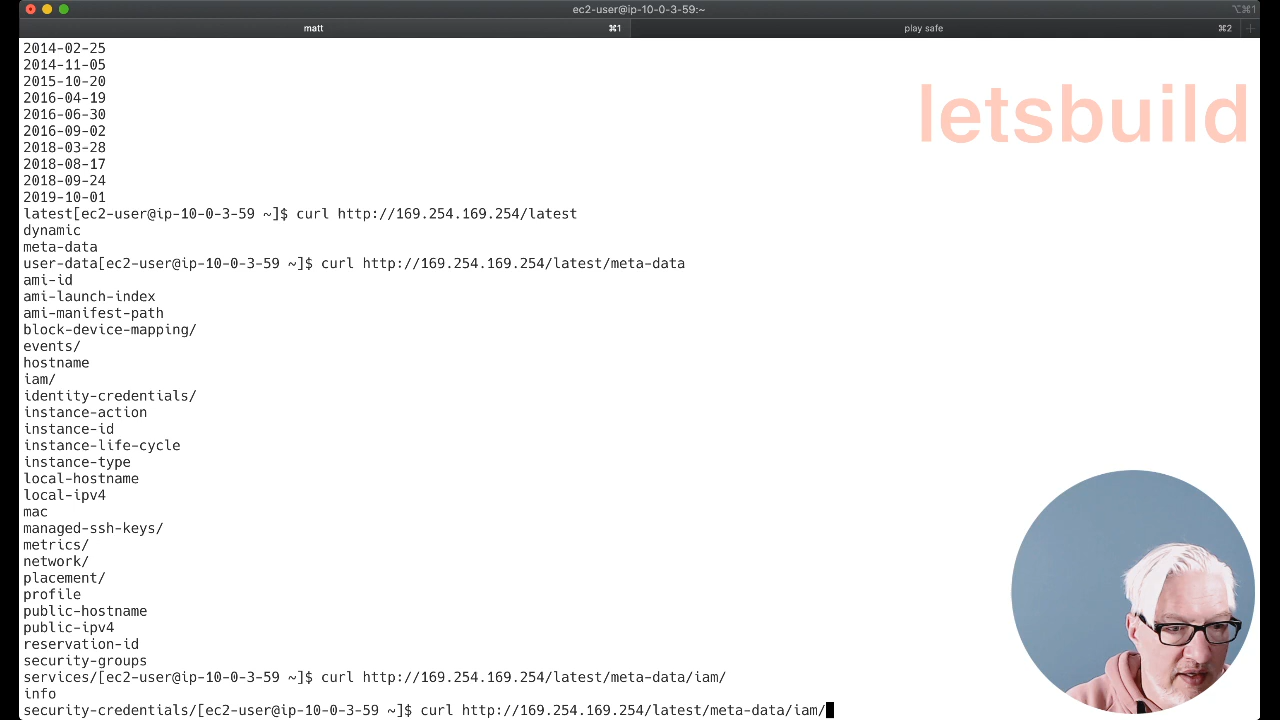 ec2-user@ip-10-0-3-59:~
⌥⌘1
matt
⌘1
play safe
⌘2
+
2014-02-25
2014-11-05
2015-10-20
2016-04-19
2016-06-30
2016-09-02
2018-03-28
2018-08-17
2018-09-24
2019-10-01
letsbuild
latest[ec2-user@ip-10-0-3-59 ~]$ curl http://169.254.169.254/latest
dynamic
meta-data
user-data[ec2-user@ip-10-0-3-59 ~]$ curl http://169.254.169.254/latest/meta-data
ami-id
ami-launch-index
ami-manifest-path
block-device-mapping/
events/
hostname
iam/
identity-credentials/
instance-action
instance-id
instance-life-cycle
instance-type
local-hostname
local-ipv4
mac
managed-ssh-keys/
metrics/
network/
placement/
profile
public-hostname
public-ipv4
reservation-id
security-groups
services/[ec2-user@ip-10-0-3-59 ~]$ curl http://169.254.169.254/latest/meta-data/iam/
info
security-credentials/[ec2-user@ip-10-0-3-59 ~]$ curl http://169.254.169.254/latest/meta-data/iam/